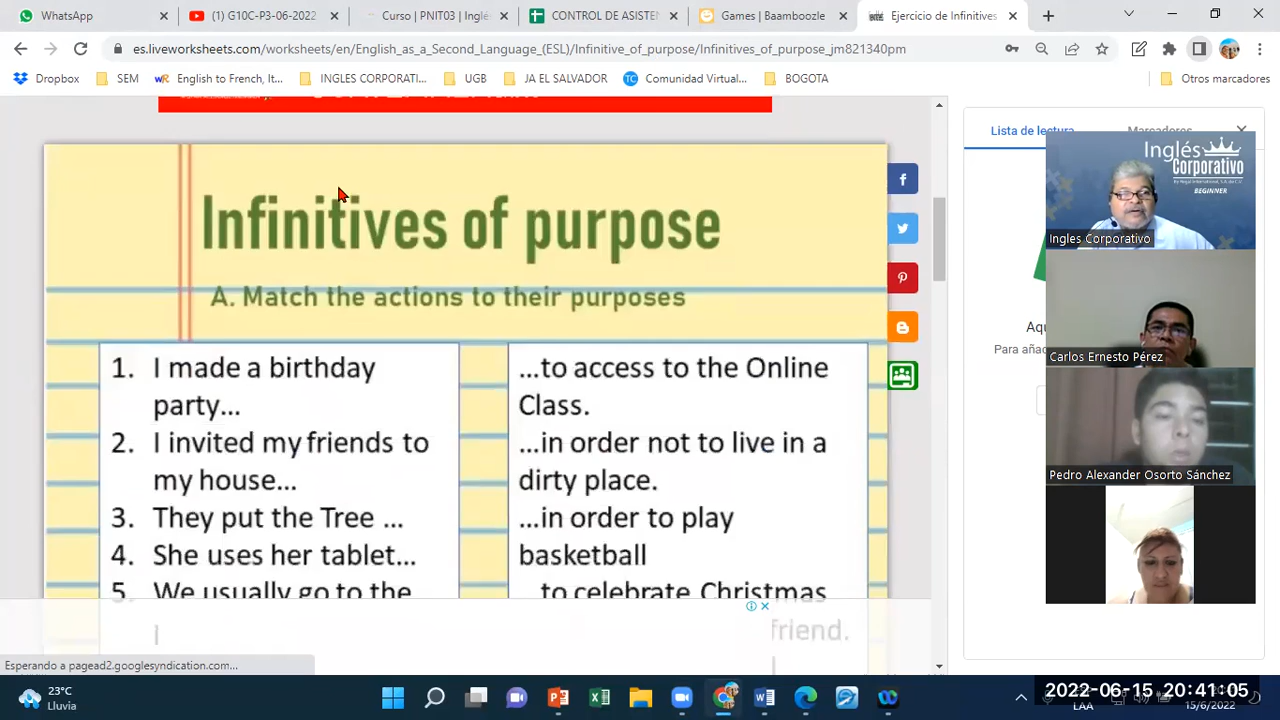 WhatsApp
(1) G10C-P3-06-2022
Curso | PNIT03 | Inglé
CONTROL DE ASISTEN
Games | Baamboozle
Ejercicio de Infinitives
es.liveworksheets.com/worksheets/en/English_as_a_Second_Language_(ESL)/Infinitive_of_purpose/Infinitives_of_purpose_jm821340pm
Dropbox
SEM
English to French, It...
INGLES CORPORATI...
UGB
JA EL SALVADOR
Comunidad Virtual...
BOGOTA
Otros marcadores
Lista de lectura
Marcadores
Infinitives of purpose
A. Match the actions to their purposes
1. I made a birthday
party...
2. I invited my friends to
my house...
3. They put the Tree ...
4. She uses her tablet...
5. We usually go to the
...to access to the Online
Class.
...in order not to live in a
dirty place.
...in order to play
basketball
to celebrate Christmas
friend.
Inglés
Corporativo
BEGINNER
Ingles Corporativo
Carlos Ernesto Pérez
Pedro Alexander Osorto Sánchez
Aqu
Para aña
Esperando a pagead2.googlesyndication.com...
23°C
Lluvia
LAA
2022-06-15 20:41:05
15/6/2022